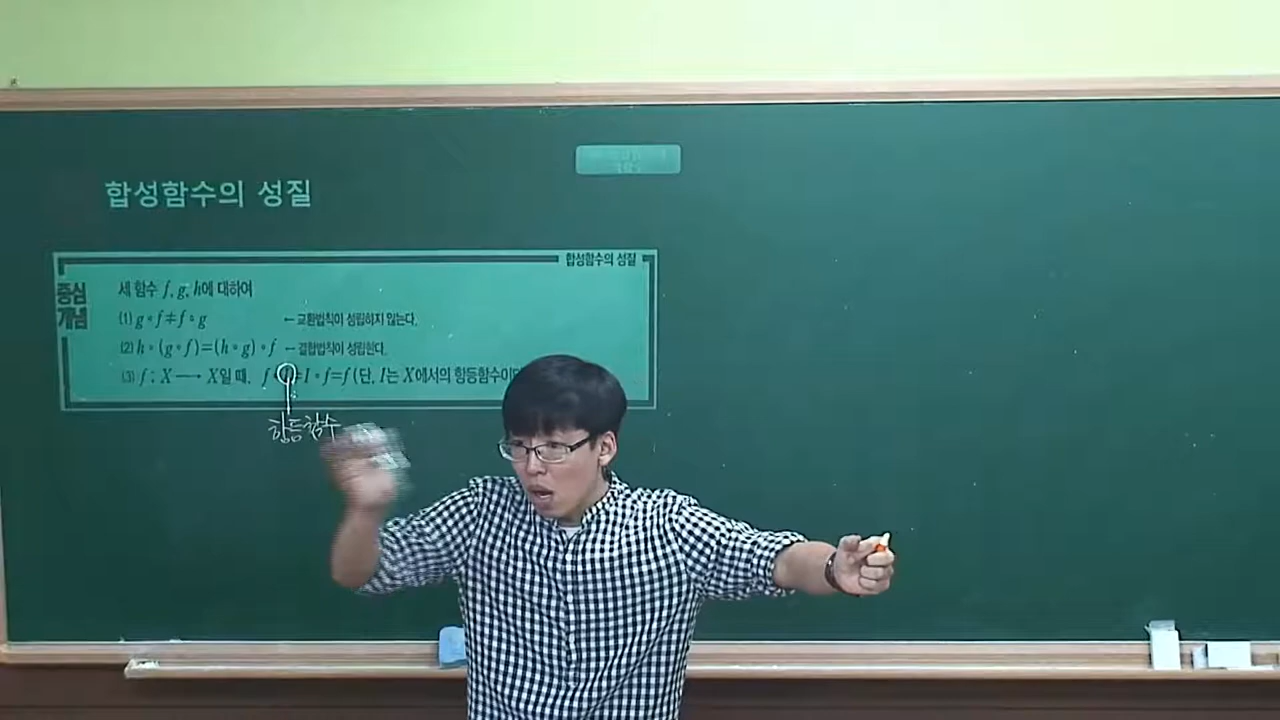 합성함수의 성질
합성함수의 성질
중심
개념
세 함수 f, g, h에 대하여
(1) g∘f≠f∘g ←교환법칙이 성립하지 않는다.
(2) h∘(g∘f)=(h∘g)∘f ←결합법칙이 성립한다.
(3) f : X ⟶ X일 때, f∘I=I∘f=f (단, I는 X에서의 항등함수이다
항등함수